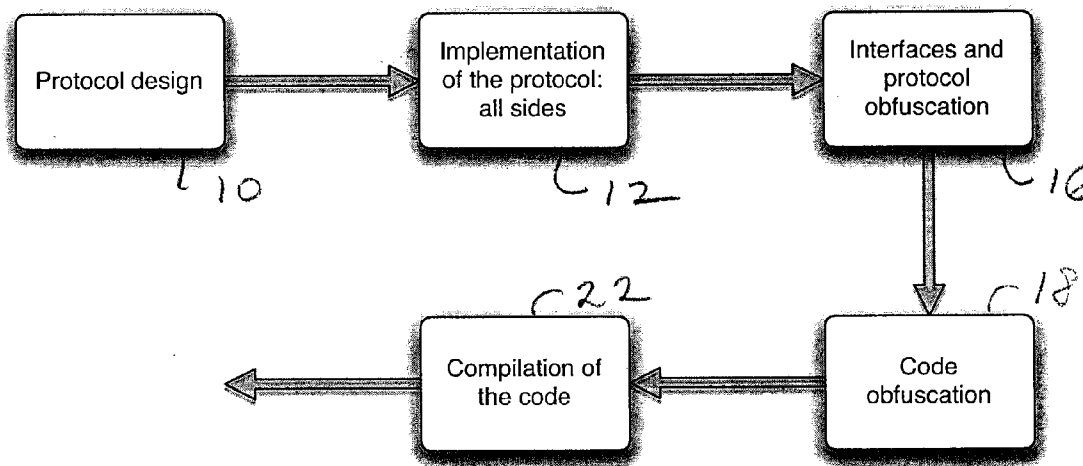 Protocol design
10
Implementation
of the protocol:
all sides
12
Interfaces and
protocol
obfuscation
16
Code
obfuscation
18
Compilation of
the code
22